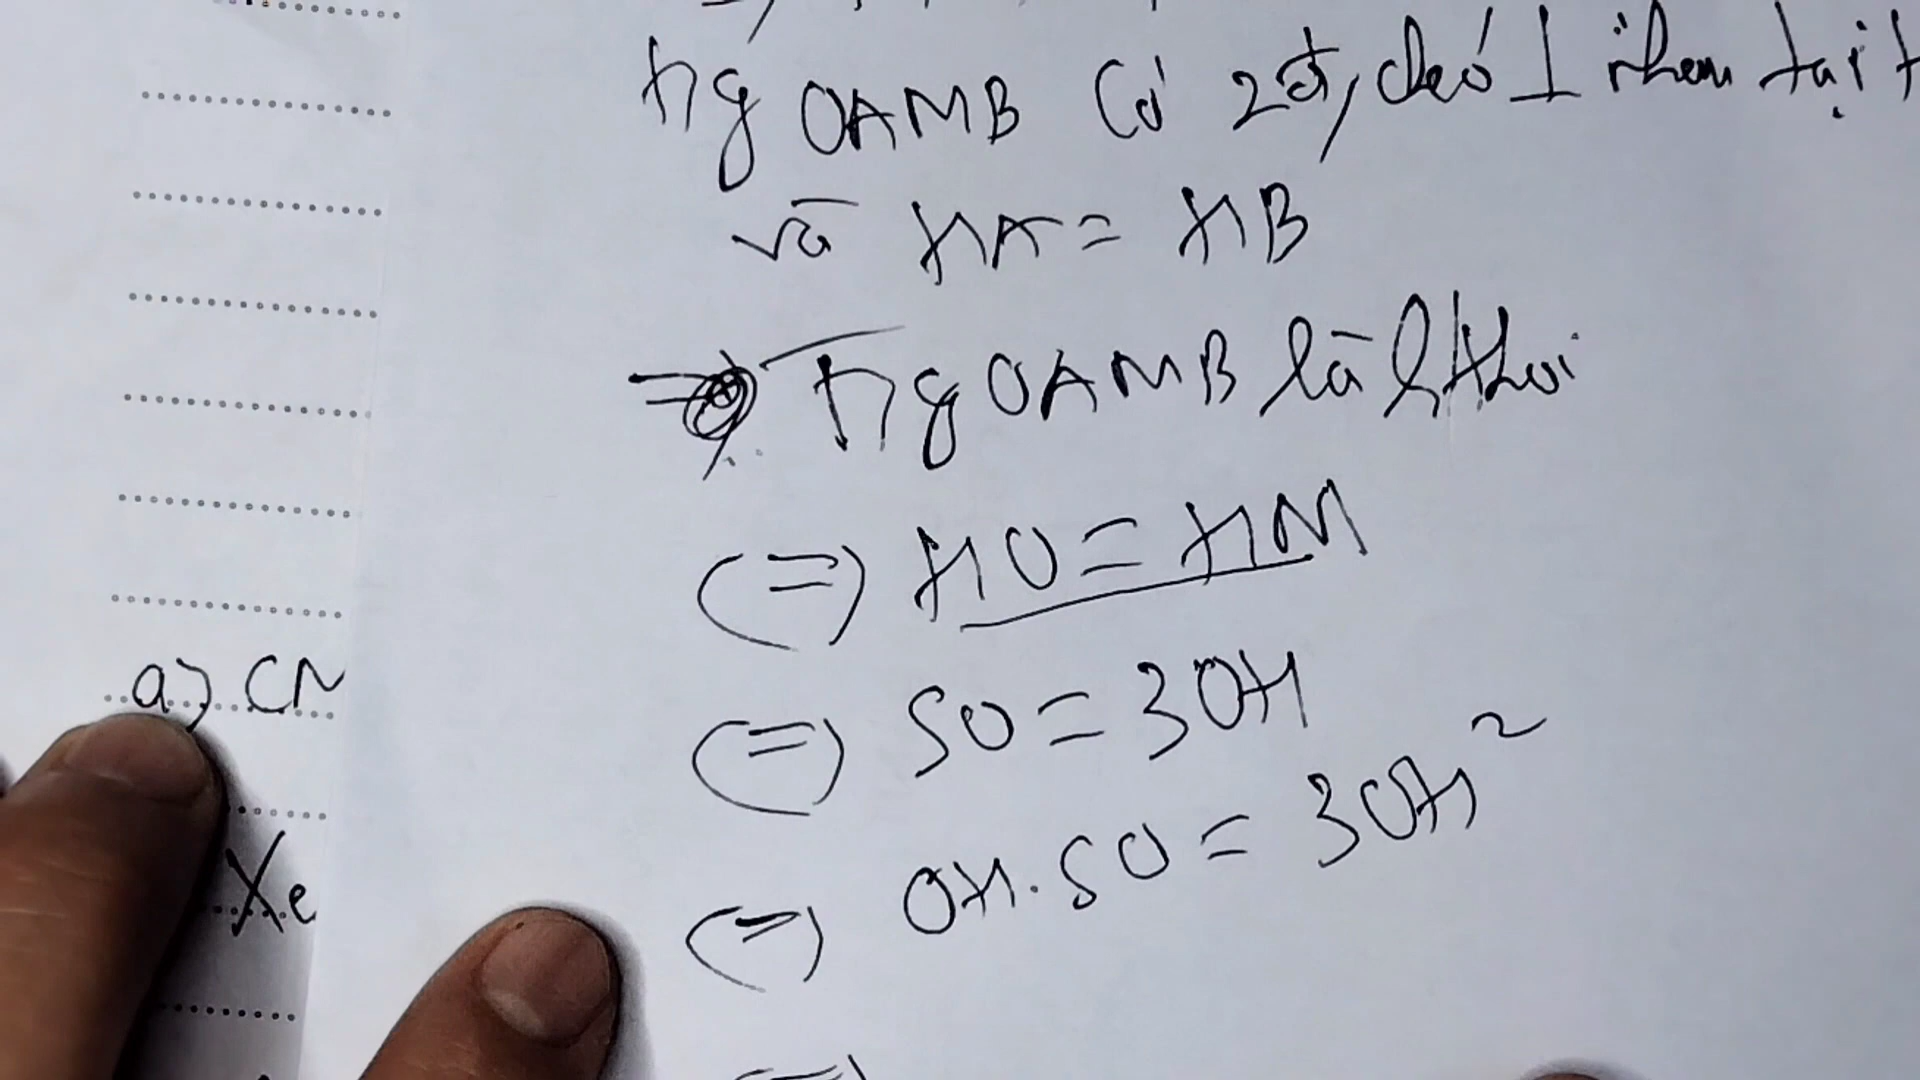 tg OAMB có 2 đ, chéo ⊥ nhau tại
và HA = HB
=> Tg OAMB là h thoi
(=) HO = HM
(=) SO = 3OH
(=) OH.SO = 3OH²
a) CN
Xe